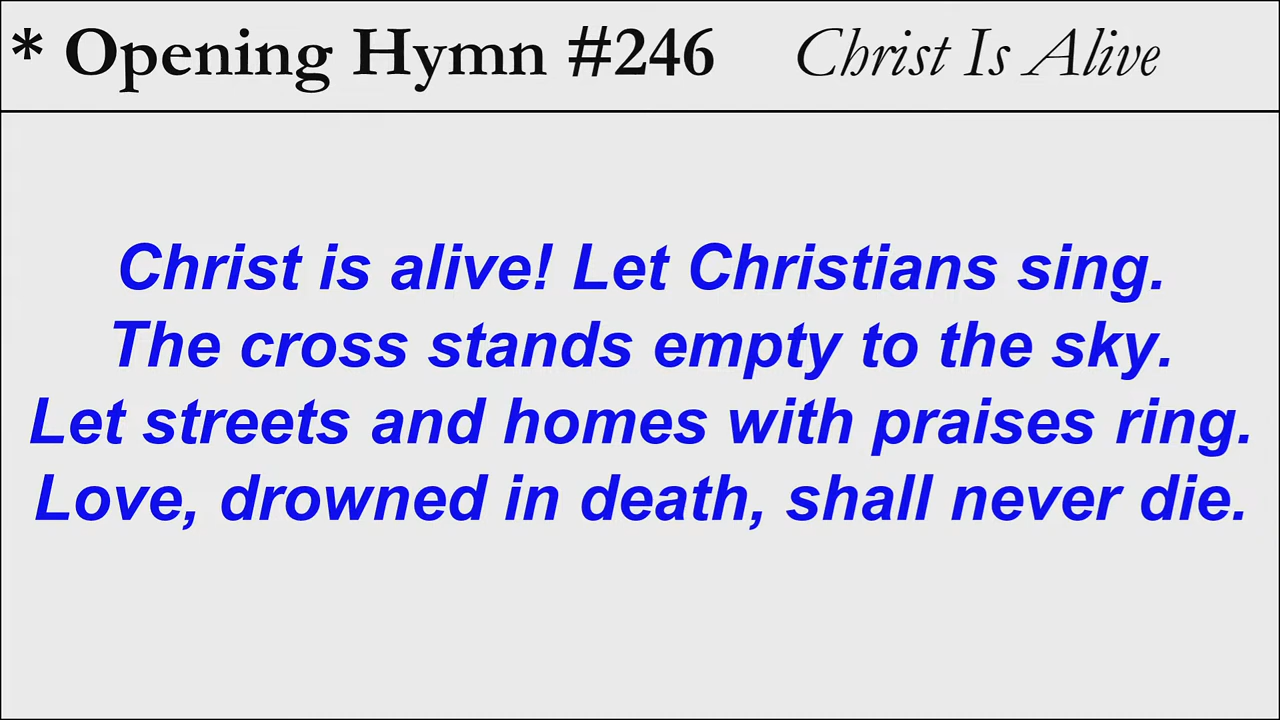 * Opening Hymn #246 Christ Is Alive
Christ is alive! Let Christians sing.
The cross stands empty to the sky.
Let streets and homes with praises ring.
Love, drowned in death, shall never die.